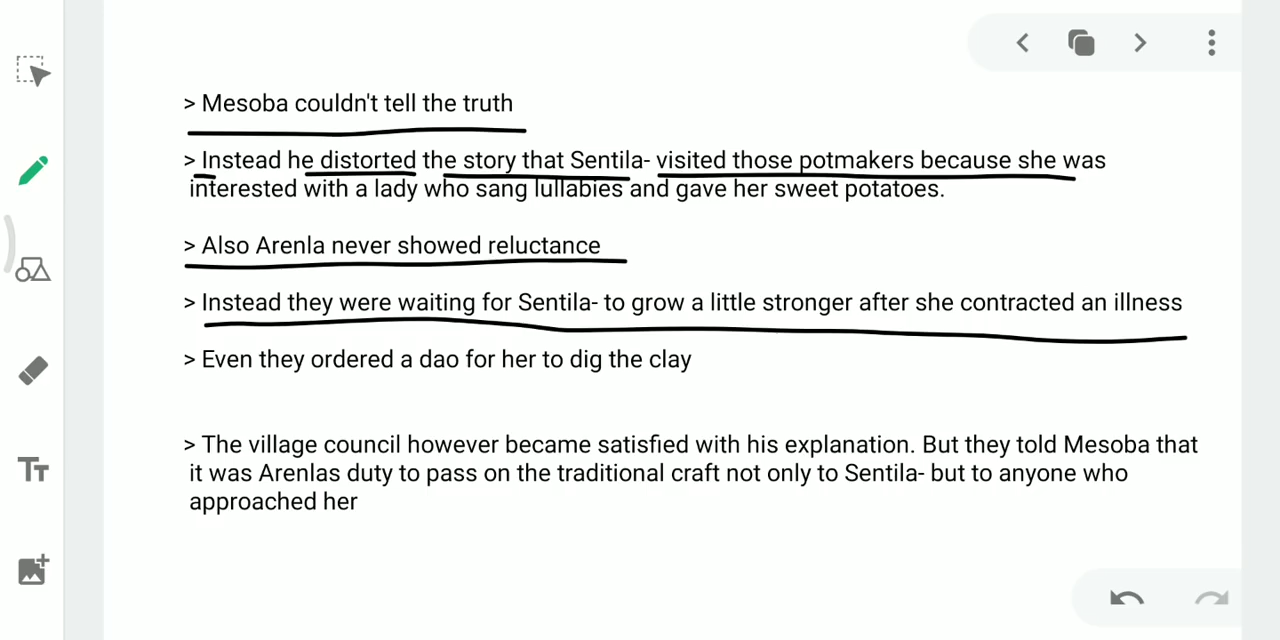 > Mesoba couldn't tell the truth
> Instead he distorted the story that Sentila- visited those potmakers because she was
interested with a lady who sang lullabies and gave her sweet potatoes.
> Also Arenla never showed reluctance
> Instead they were waiting for Sentila- to grow a little stronger after she contracted an illness
> Even they ordered a dao for her to dig the clay
> The village council however became satisfied with his explanation. But they told Mesoba that
it was Arenlas duty to pass on the traditional craft not only to Sentila- but to anyone who
approached her
TT